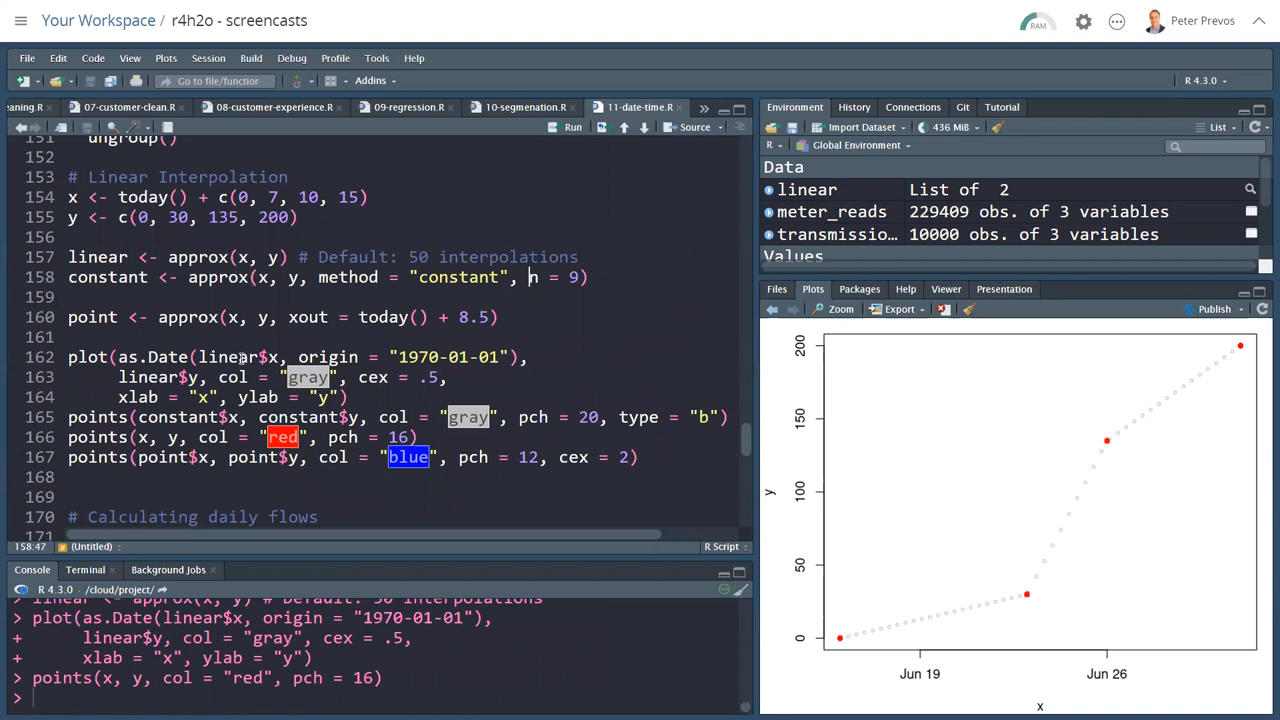 Your Workspace / r4h2o - screencasts
RAM
Peter Prevos
File Edit Code View Plots Session Build Debug Profile Tools Help
Go to file/function Addins R 4.3.0
eaning.R 07-customer-clean.R 08-customer-experience.R 09-regression.R 10-segmenation.R 11-date-time.R
Run Source
151 ungroup()
152
153 # Linear Interpolation
154 x <- today() + c(0, 7, 10, 15)
155 y <- c(0, 30, 135, 200)
156
157 linear <- approx(x, y) # Default: 50 interpolations
158 constant <- approx(x, y, method = "constant", n = 9)
159
160 point <- approx(x, y, xout = today() + 8.5)
161
162 plot(as.Date(linear$x, origin = "1970-01-01"),
163 linear$y, col = "gray", cex = .5,
164 xlab = "x", ylab = "y")
165 points(constant$x, constant$y, col = "gray", pch = 20, type = "b")
166 points(x, y, col = "red", pch = 16)
167 points(point$x, point$y, col = "blue", pch = 12, cex = 2)
168
169
170 # Calculating daily flows
171
158:47 # (Untitled) R Script
Console Terminal Background Jobs
R 4.3.0 · /cloud/project/
> linear <- approx(x, y) # Default: 50 interpolations
> plot(as.Date(linear$x, origin = "1970-01-01"),
+ linear$y, col = "gray", cex = .5,
+ xlab = "x", ylab = "y")
> points(x, y, col = "red", pch = 16)
>
Environment History Connections Git Tutorial
Import Dataset 436 MiB List
R Global Environment
Data
linear List of 2
meter_reads 229409 obs. of 3 variables
transmissio… 10000 obs. of 3 variables
Values
Files Plots Packages Help Viewer Presentation
Zoom Export Publish
200
150
100
50
0
y
Jun 19 Jun 26
x